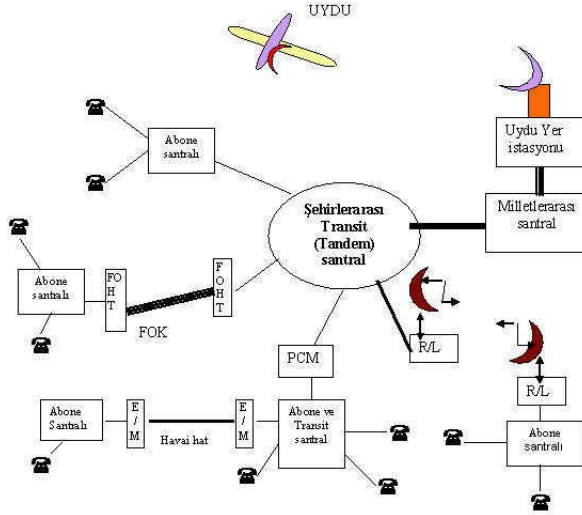 UYDU
Uydu Yer
istasyonu
Abone
santralı
Milletlerarası
santral
Şehirlerarası
Transit
(Tandem)
santral
Abone
santralı
FO
H
T
FOK
F
O
H
T
R/L
PCM
R/L
Abone
Santralı
E
/
M
Havai hat
E
/
M
Abone ve
Transit
santral
Abone
santralı